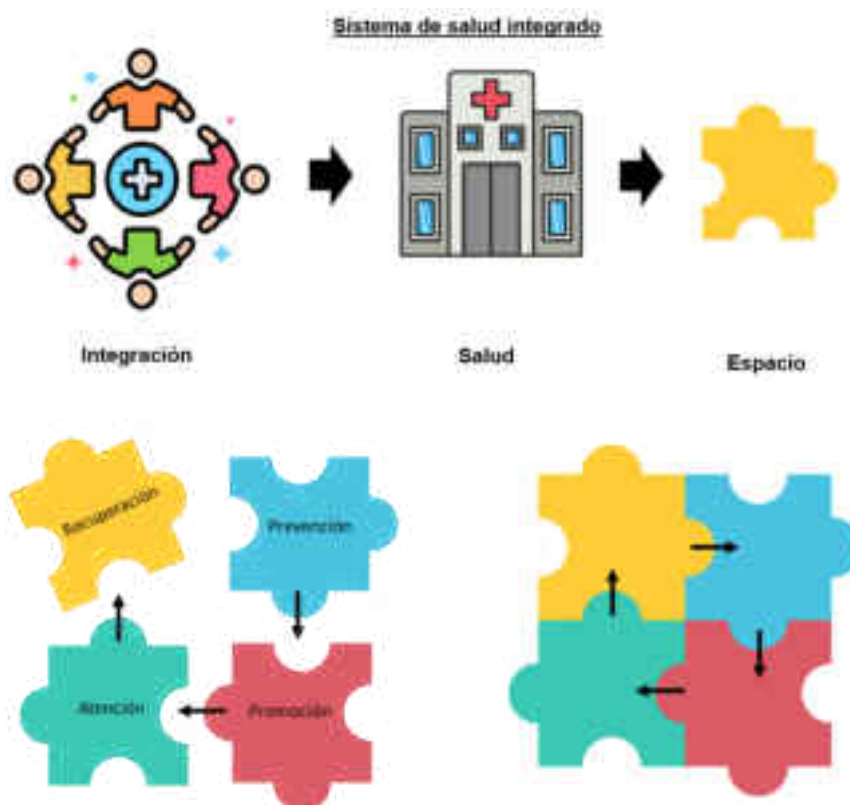 Sistema de salud integrado
Integración
Salud
Espacio
Recuperación
Prevención
Atención
Promoción